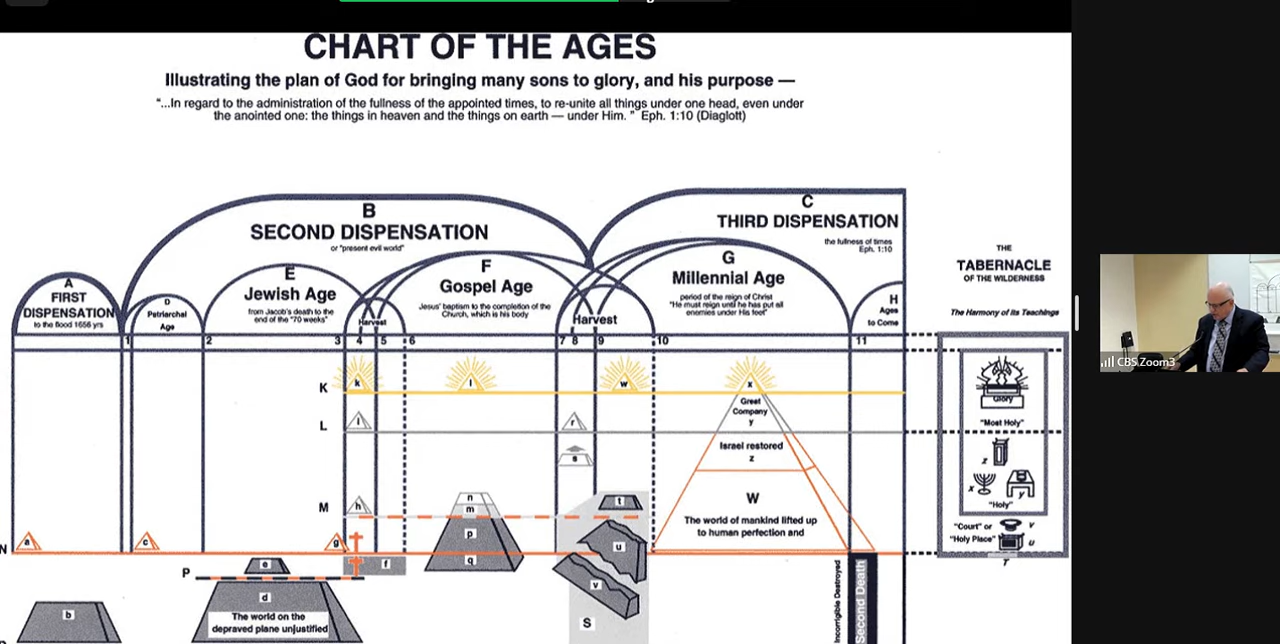 CHART OF THE AGES
Illustrating the plan of God for bringing many sons to glory, and his purpose —
"...In regard to the administration of the fullness of the appointed times, to re-unite all things under one head, even under
the anointed one: the things in heaven and the things on earth — under Him. " Eph. 1:10 (Diaglott)
A
FIRST
DISPENSATION
to the flood 1656 yrs
B
SECOND DISPENSATION
or "present evil world"
C
THIRD DISPENSATION
the fullness of times
Eph. 1:10
D
Patriarchal
Age
E
Jewish Age
from Jacob's death to the
end of the "70 weeks"
Harvest
F
Gospel Age
Jesus' baptism to the completion of the
Church, which is his body
Harvest
G
Millennial Age
period of the reign of Christ
"He must reign until he has put all
enemies under His feet"
H
Ages
to Come
THE
TABERNACLE
OF THE WILDERNESS
The Harmony of its Teachings
1 2 3 4 5 6 7 8 9 10 11
K
k l w x
Great
Company
y
L
i r
s
Israel restored
z
M
h n
m
t
W
The world of mankind lifted up
to human perfection and
N
a c g p u
q
P
e f v
d
The world on the
depraved plane unjustified
b
S
Incorrigible Destroyed
Second Death
Glory
"Most Holy"
z
x y
"Holy"
"Court" or
"Holy Place"
v
U
T
CBS.Zoom3